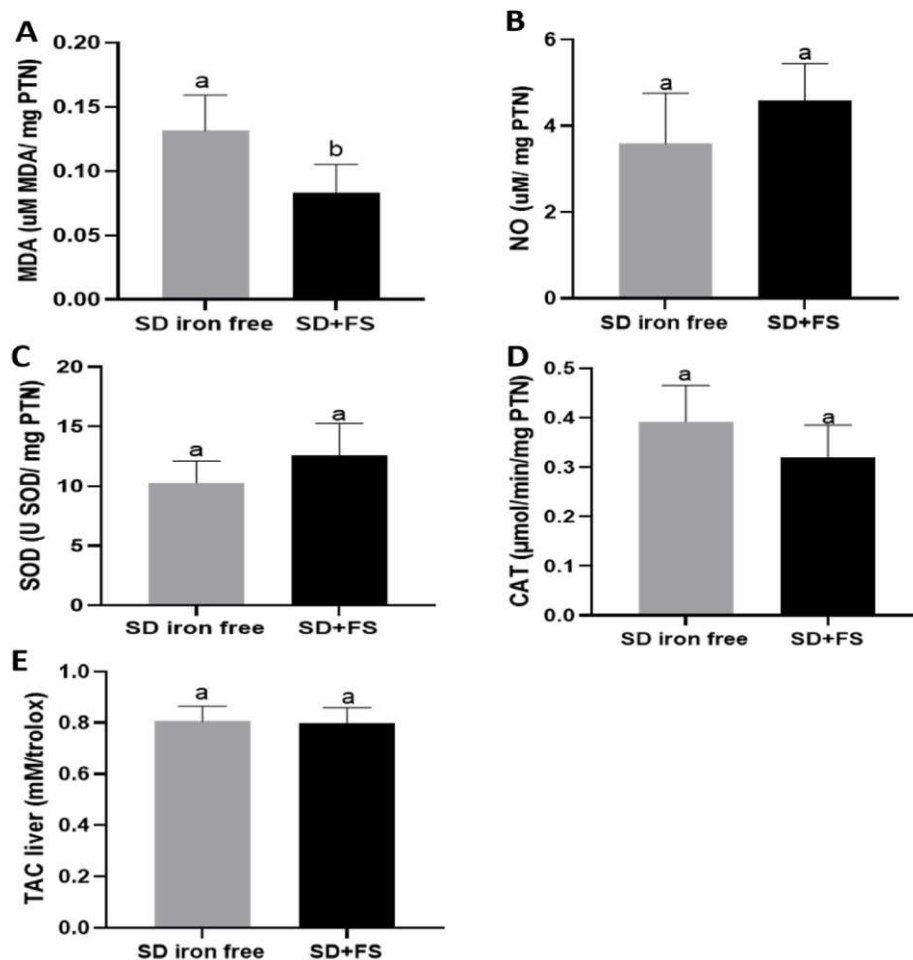 A
MDA (uM MDA/ mg PTN)
0.20
0.15
0.10
0.05
0.00
a
b
SD iron free SD+FS
B
NO (uM/ mg PTN)
6
4
2
0
a
a
SD iron free SD+FS
C
SOD (U SOD/ mg PTN)
20
15
10
5
0
a
a
SD iron free SD+FS
D
CAT (µmol/min/mg PTN)
0.5
0.4
0.3
0.2
0.1
0.0
a
a
SD iron free SD+FS
E
TAC liver (mM/trolox)
1.0
0.8
0.6
0.4
0.2
0.0
a
a
SD iron free SD+FS